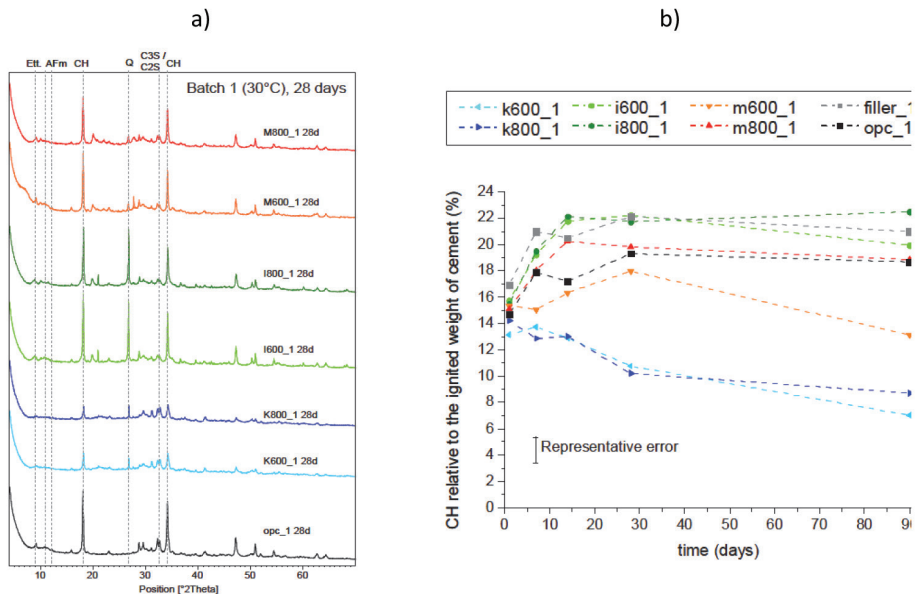 a)
b)
Ett. AFm CH Q C3S / C2S CH
Batch 1 (30°C), 28 days
M800_1 28d
M600_1 28d
I800_1 28d
I600_1 28d
K800_1 28d
K600_1 28d
opc_1 28d
10 20 30 40 50 60
Position [°2Theta]
k600_1 i600_1 m600_1 filler_
k800_1 i800_1 m800_1 opc_1
CH relative to the ignited weight of cement (%)
24
22
20
18
16
14
12
10
8
6
4
2
0
Representative error
0 10 20 30 40 50 60 70 80 90
time (days)